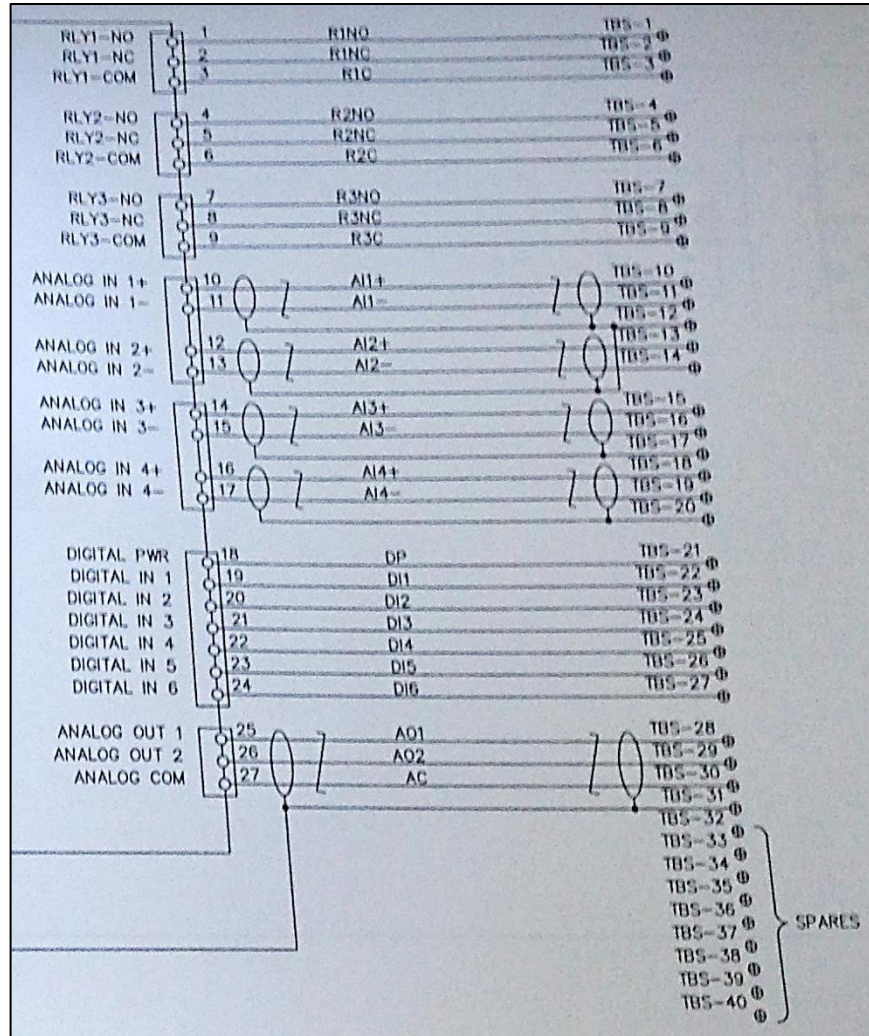 RLY1-NO 1 R1NO TBS-1
RLY1-NC 2 R1NC TBS-2
RLY1-COM 3 R1C TBS-3
RLY2-NO 4 R2NO TBS-4
RLY2-NC 5 R2NC TBS-5
RLY2-COM 6 R2C TBS-6
RLY3-NO 7 R3NO TBS-7
RLY3-NC 8 R3NC TBS-8
RLY3-COM 9 R3C TBS-9
ANALOG IN 1+ 10 AI1+ TBS-10
ANALOG IN 1- 11 AI1- TBS-11
TBS-12
ANALOG IN 2+ 12 AI2+ TBS-13
ANALOG IN 2- 13 AI2- TBS-14
ANALOG IN 3+ 14 AI3+ TBS-15
ANALOG IN 3- 15 AI3- TBS-16
TBS-17
ANALOG IN 4+ 16 AI4+ TBS-18
ANALOG IN 4- 17 AI4- TBS-19
TBS-20
DIGITAL PWR 18 DP TBS-21
DIGITAL IN 1 19 DI1 TBS-22
DIGITAL IN 2 20 DI2 TBS-23
DIGITAL IN 3 21 DI3 TBS-24
DIGITAL IN 4 22 DI4 TBS-25
DIGITAL IN 5 23 DI5 TBS-26
DIGITAL IN 6 24 DI6 TBS-27
ANALOG OUT 1 25 AO1 TBS-28
ANALOG OUT 2 26 AO2 TBS-29
ANALOG COM 27 AC TBS-30
TBS-31
TBS-32
TBS-33
TBS-34
TBS-35
TBS-36
TBS-37 SPARES
TBS-38
TBS-39
TBS-40